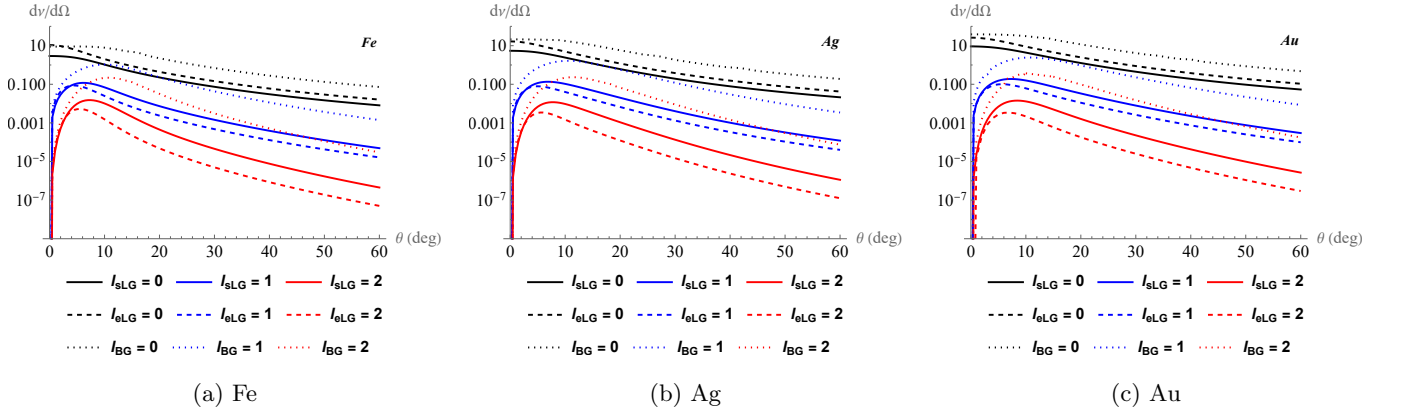 dν/dΩ
Fe
10
0.100
0.001
10⁻⁵
10⁻⁷
0 10 20 30 40 50 60
θ (deg)
l_sLG = 0 l_sLG = 1 l_sLG = 2
l_eLG = 0 l_eLG = 1 l_eLG = 2
l_BG = 0 l_BG = 1 l_BG = 2
(a) Fe
dν/dΩ
Ag
10
0.100
0.001
10⁻⁵
10⁻⁷
0 10 20 30 40 50 60
θ (deg)
l_sLG = 0 l_sLG = 1 l_sLG = 2
l_eLG = 0 l_eLG = 1 l_eLG = 2
l_BG = 0 l_BG = 1 l_BG = 2
(b) Ag
dν/dΩ
Au
10
0.100
0.001
10⁻⁵
10⁻⁷
0 10 20 30 40 50 60
θ (deg)
l_sLG = 0 l_sLG = 1 l_sLG = 2
l_eLG = 0 l_eLG = 1 l_eLG = 2
l_BG = 0 l_BG = 1 l_BG = 2
(c) Au